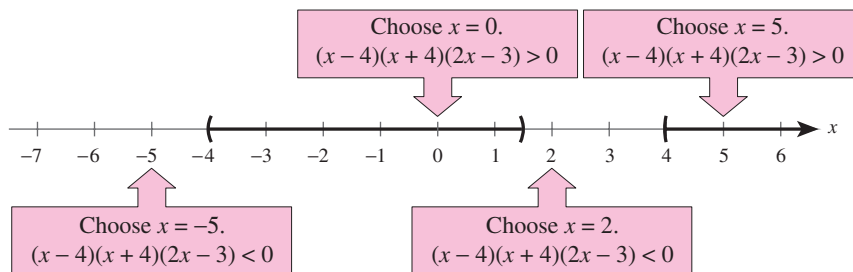 Choose x = 0.
(x − 4)(x + 4)(2x − 3) > 0
Choose x = 5.
(x − 4)(x + 4)(2x − 3) > 0
x
−7 −6 −5 −4 −3 −2 −1 0 1 2 3 4 5 6
Choose x = −5.
(x − 4)(x + 4)(2x − 3) < 0
Choose x = 2.
(x − 4)(x + 4)(2x − 3) < 0